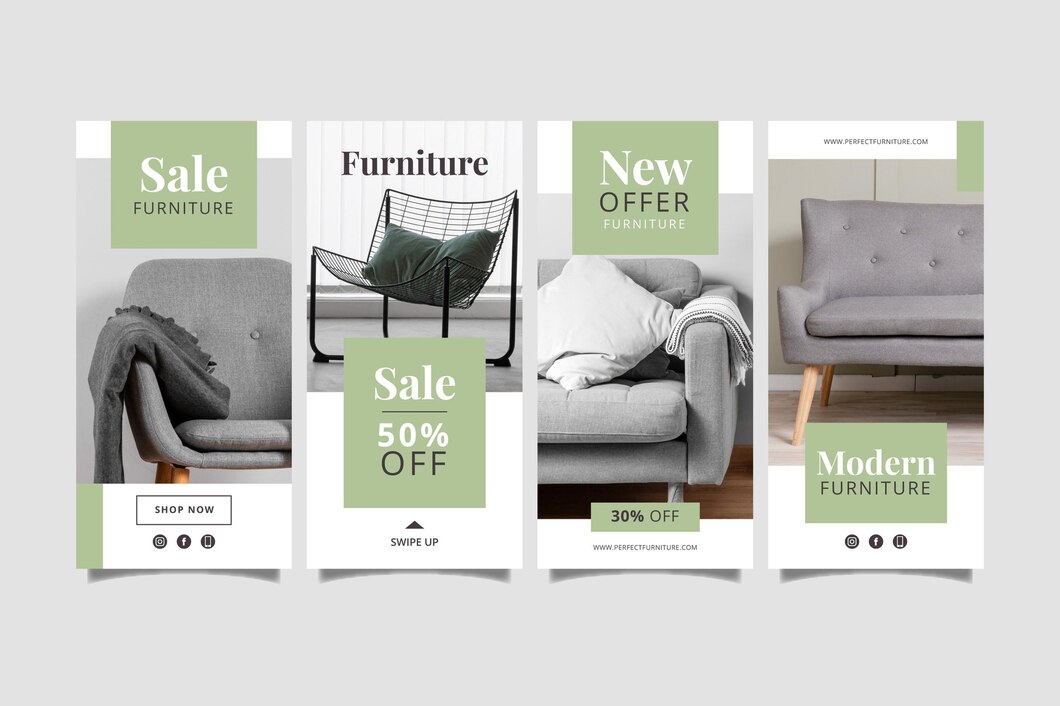 Sale
FURNITURE
SHOP NOW
Furniture
Sale
50%
OFF
SWIPE UP
New
OFFER
FURNITURE
30% OFF
WWW.PERFECTFURNITURE.COM
WWW.PERFECTFURNITURE.COM
Modern
FURNITURE